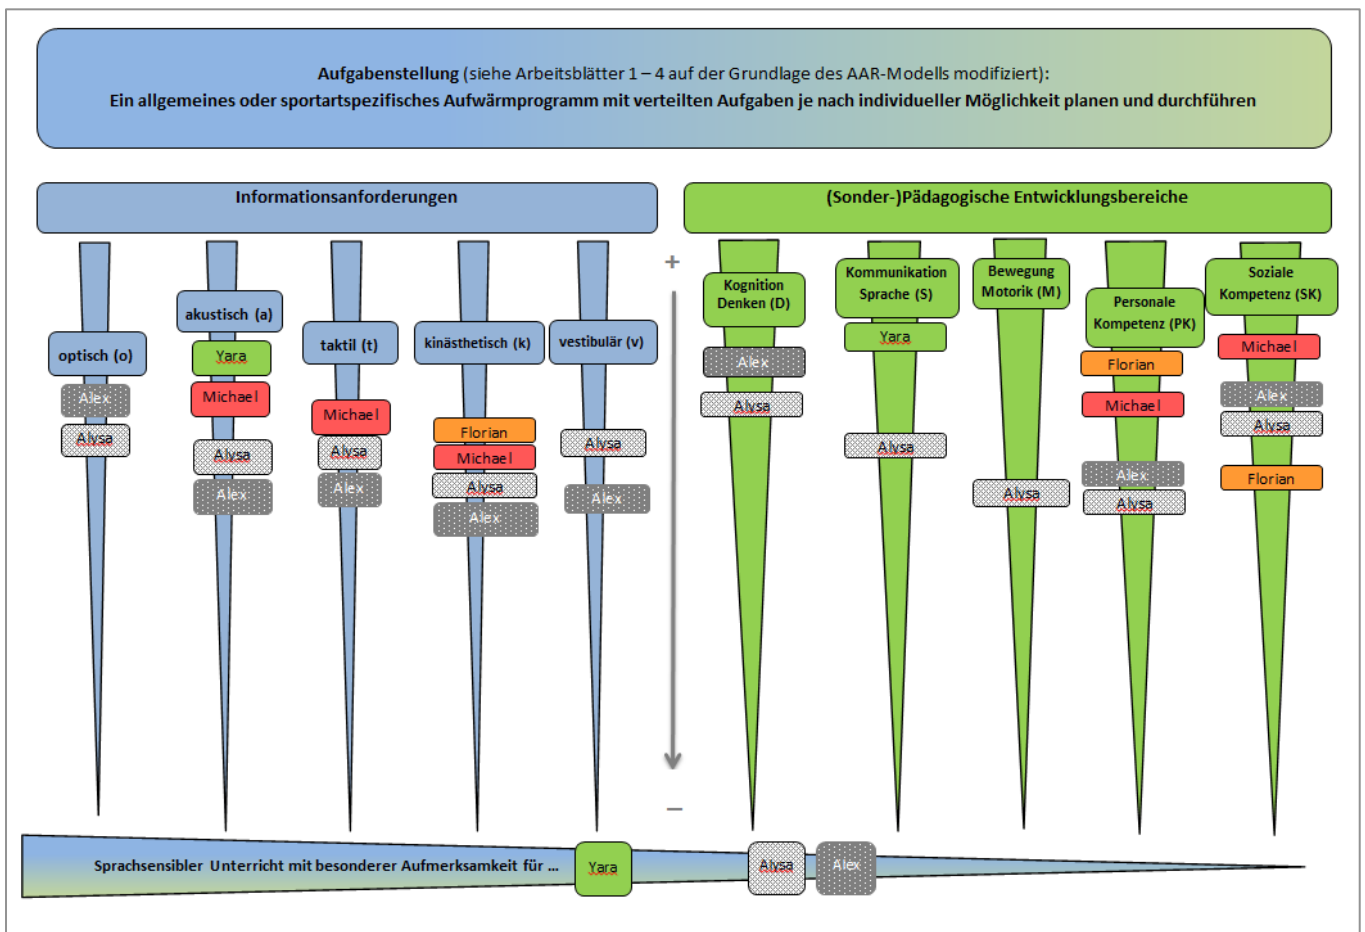 Aufgabenstellung (siehe Arbeitsblätter 1 – 4 auf der Grundlage des AAR-Modells modifiziert):
Ein allgemeines oder sportartspezifisches Aufwärmprogramm mit verteilten Aufgaben je nach individueller Möglichkeit planen und durchführen
Informationsanforderungen
optisch (o)
Alex
Alysa
akustisch (a)
Yara
Michael
Alysa
Alex
taktil (t)
Michael
Alysa
Alex
kinästhetisch (k)
Florian
Michael
Alysa
Alex
vestibulär (v)
Alysa
Alex
+
–
(Sonder-)Pädagogische Entwicklungsbereiche
Kognition
Denken (D)
Alex
Alysa
Kommunikation
Sprache (S)
Yara
Alysa
Bewegung
Motorik (M)
Alysa
Personale
Kompetenz (PK)
Florian
Michael
Alex
Alysa
Soziale
Kompetenz (SK)
Michael
Alex
Alysa
Florian
Sprachsensibler Unterricht mit besonderer Aufmerksamkeit für ...
Yara
Alysa
Alex